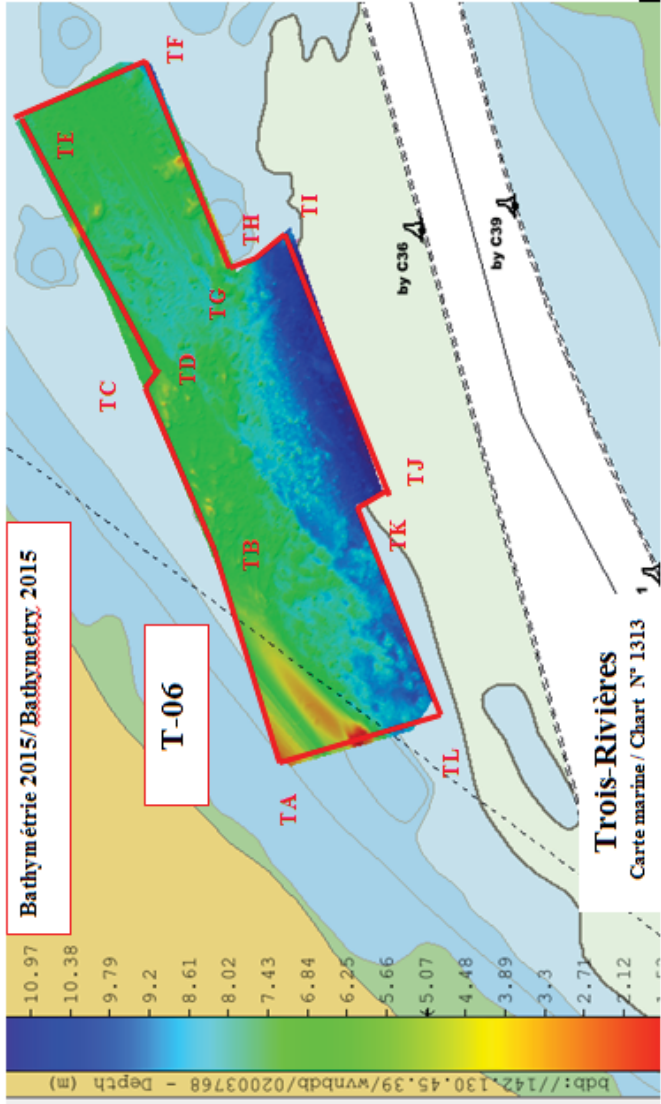 Bathymétrie 2015/Bathymetry 2015
T-06
TE
TF
TC
TD
TG
TH
TI
TB
TJ
TK
TA
TL
by C36
by C39
1
Trois-Rivières
Carte marine / Chart N° 1313
10.97
10.38
9.79
9.2
8.61
8.02
7.43
6.84
6.25
5.66
5.07
4.48
3.89
3.3
2.71
2.12
bdb://142.130.45.39/wvnbdb/02003768 - Depth (m)